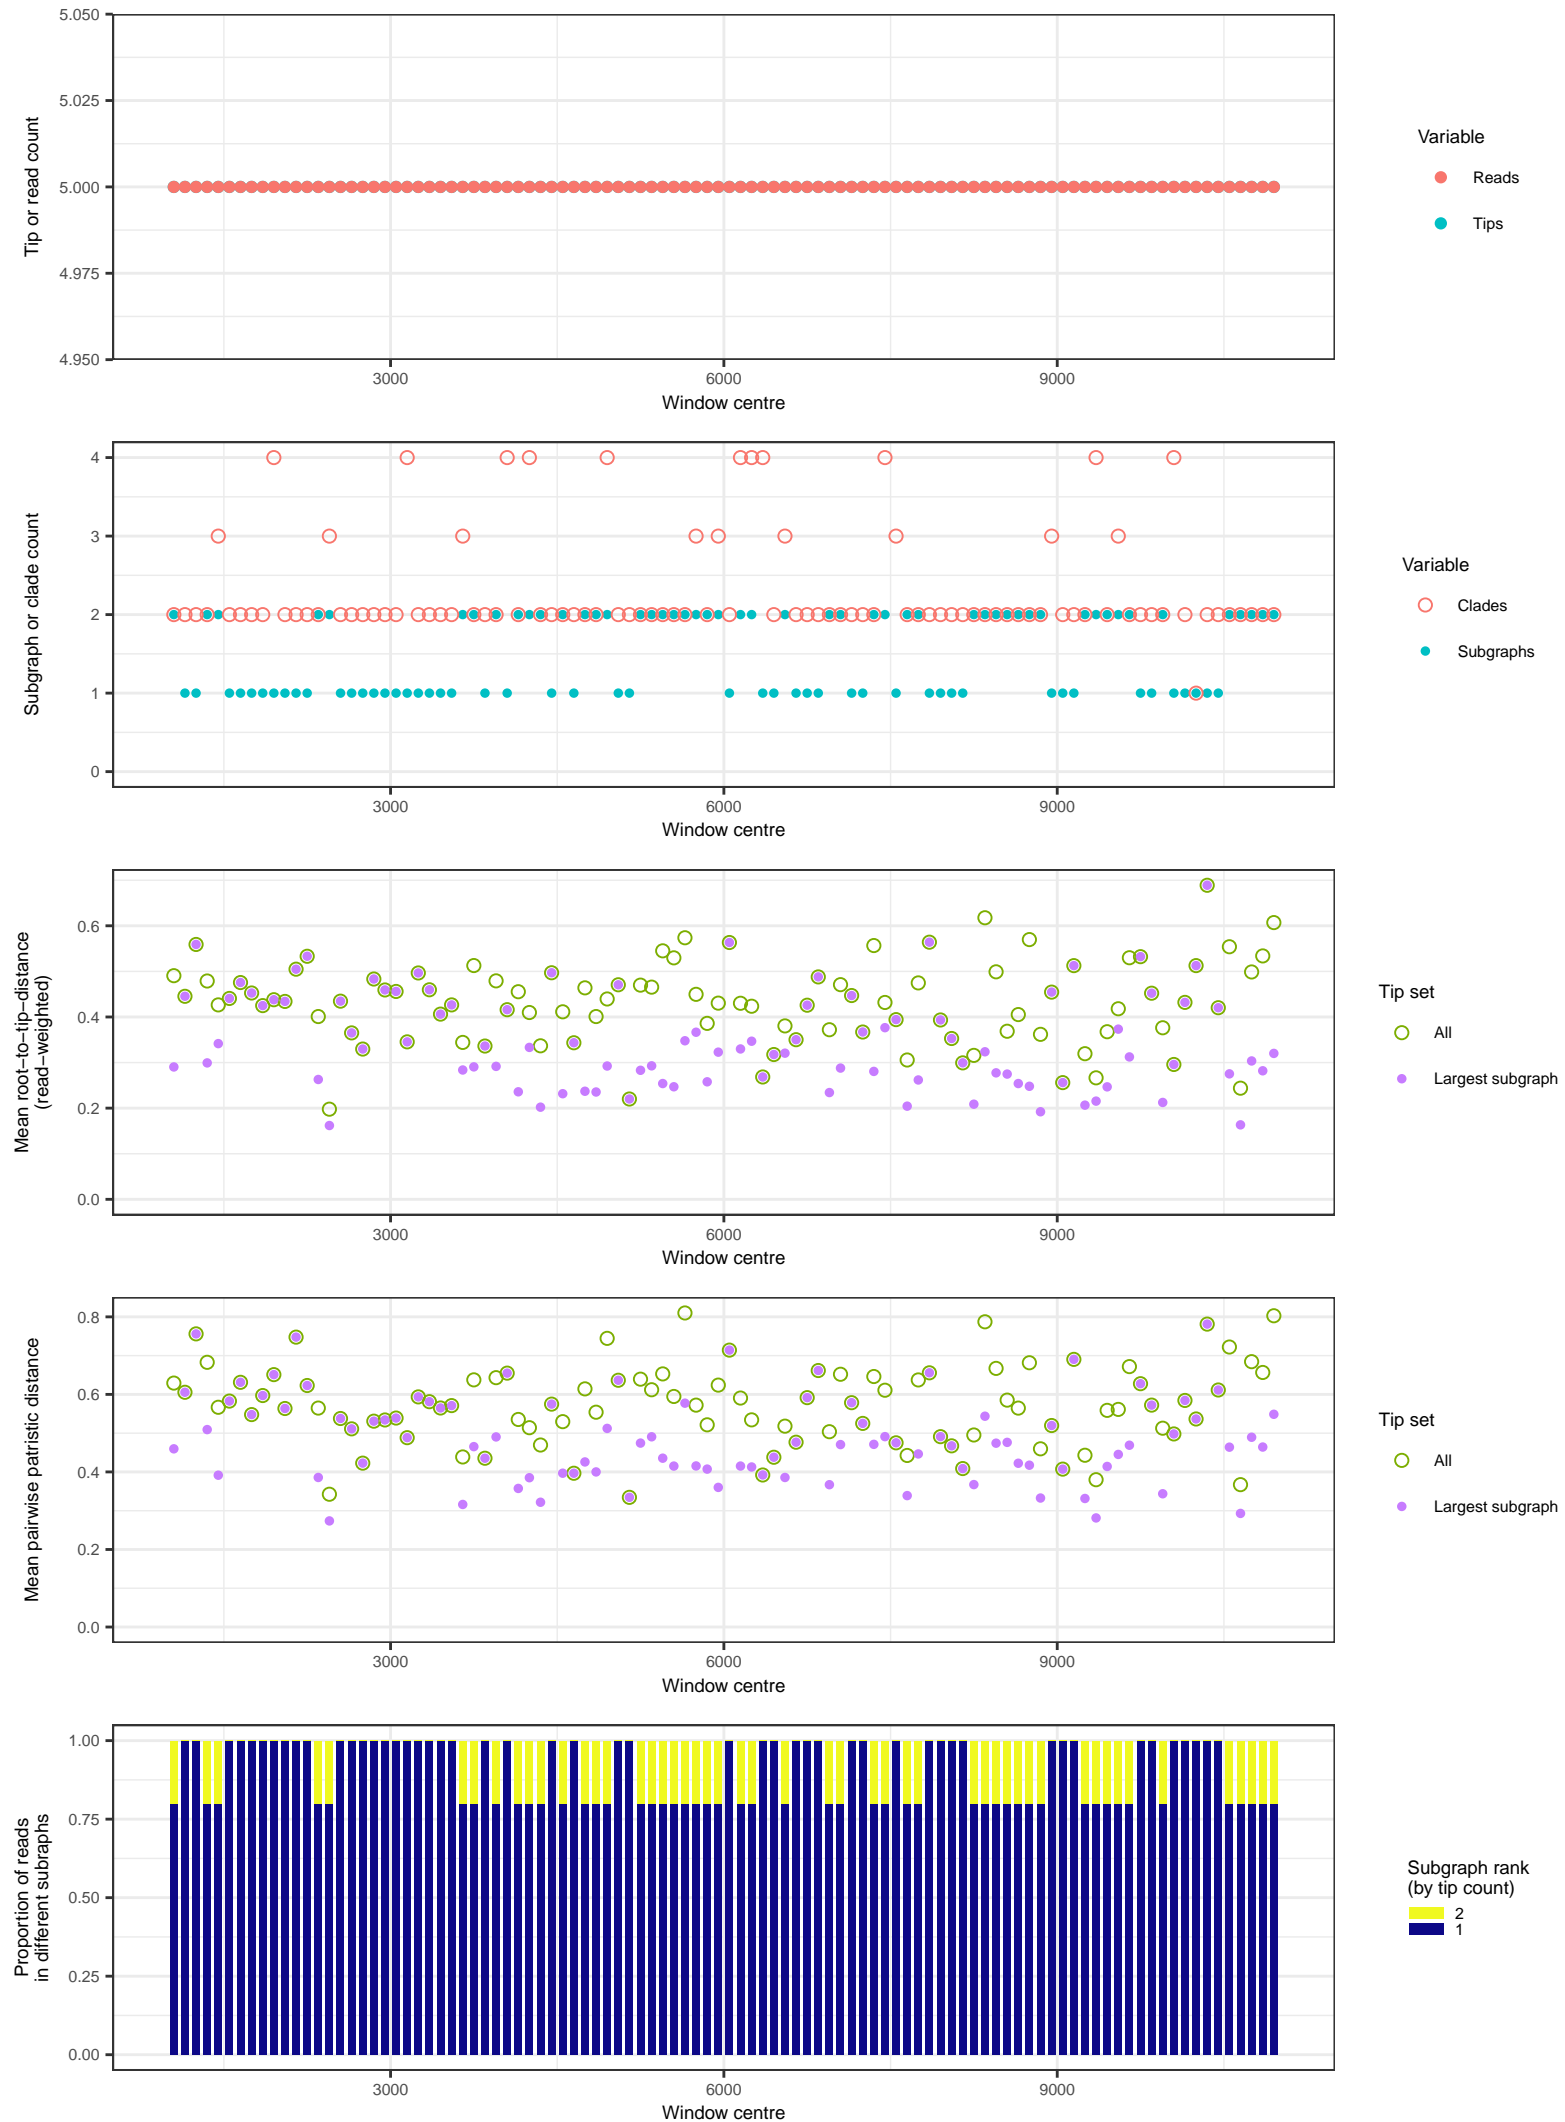 5.050
5.025
5.000
4.975
4.950
Tip or read count
3000
6000
9000
Window centre
Variable
Reads
Tips
4
3
2
1
0
Subgraph or clade count
3000
6000
9000
Window centre
Variable
Clades
Subgraphs
0.6
0.4
0.2
0.0
Mean root−to−tip−distance
(read−weighted)
3000
6000
9000
Window centre
Tip set
All
Largest subgraph
0.8
0.6
0.4
0.2
0.0
Mean pairwise patristic distance
3000
6000
9000
Window centre
Tip set
All
Largest subgraph
1.00
0.75
0.50
0.25
0.00
Proportion of reads
in different subraphs
3000
6000
9000
Window centre
Subgraph rank
(by tip count)
2
1